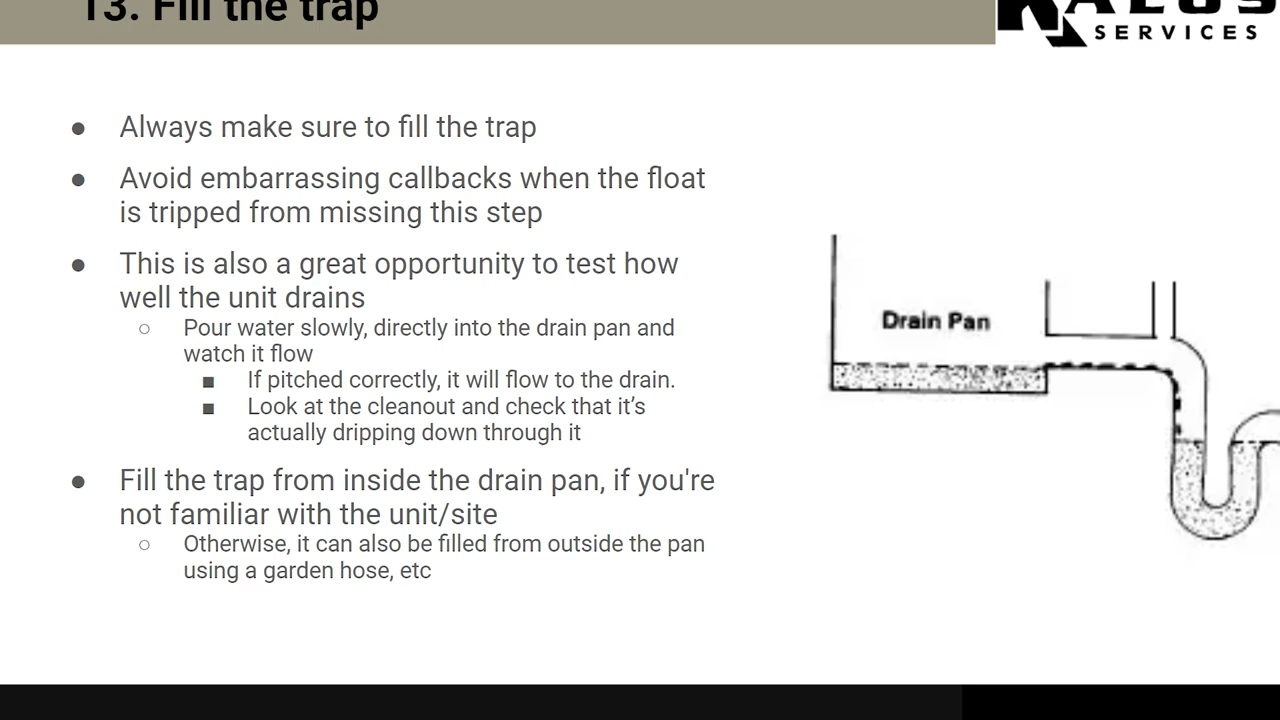 13. Fill the trap
KALOS
SERVICES
● Always make sure to fill the trap
● Avoid embarrassing callbacks when the float
is tripped from missing this step
● This is also a great opportunity to test how
well the unit drains
○ Pour water slowly, directly into the drain pan and
watch it flow
■ If pitched correctly, it will flow to the drain.
■ Look at the cleanout and check that it’s
actually dripping down through it
● Fill the trap from inside the drain pan, if you're
not familiar with the unit/site
○ Otherwise, it can also be filled from outside the pan
using a garden hose, etc
Drain Pan